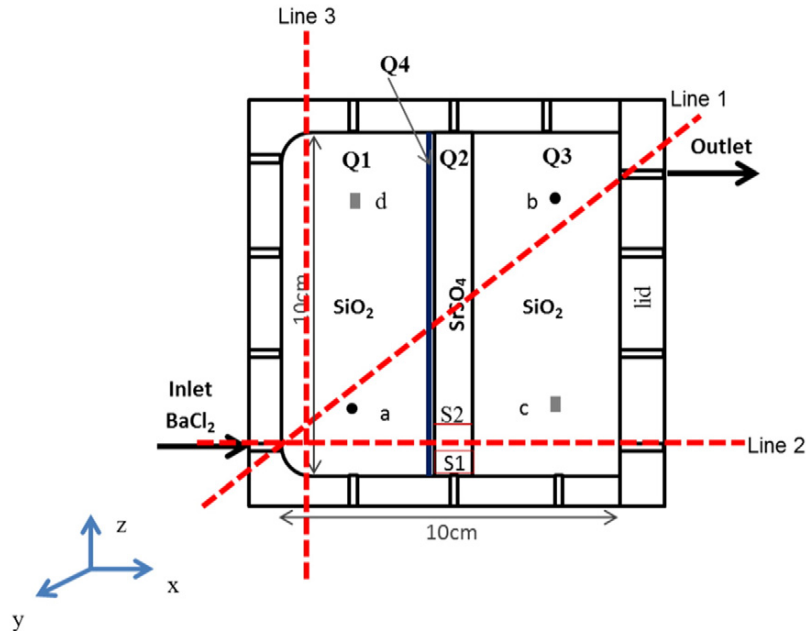 Line 3
Q4
Line 1
Outlet
Q1
Q2
Q3
d
b
10cm
SiO₂
SrSO₄
SiO₂
lid
Inlet
BaCl₂
a
c
S2
S1
Line 2
10cm
z
x
y